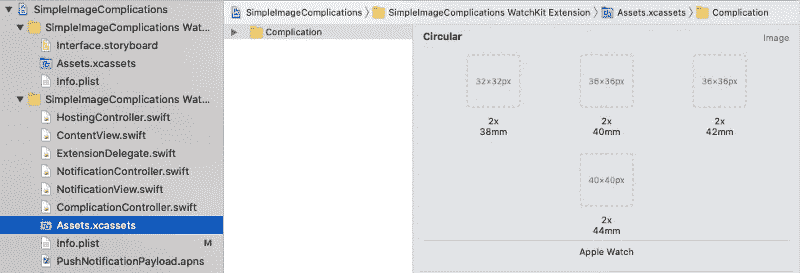 SimpleImageComplications
SimpleImageComplications Wat...
Interface.storyboard
Assets.xcassets
Info.plist
SimpleImageComplications Wat...
HostingController.swift
ContentView.swift
ExtensionDelegate.swift
NotificationController.swift
NotificationView.swift
ComplicationController.swift
Assets.xcassets
Info.plist M
PushNotificationPayload.apns
SimpleImageComplications 〉 SimpleImageComplications WatchKit Extension 〉 Assets.xcassets 〉 Complication
Complication
Circular Image
32×32px 36×36px 36×36px
2x 2x 2x
38mm 40mm 42mm
40×40px
2x
44mm
Apple Watch